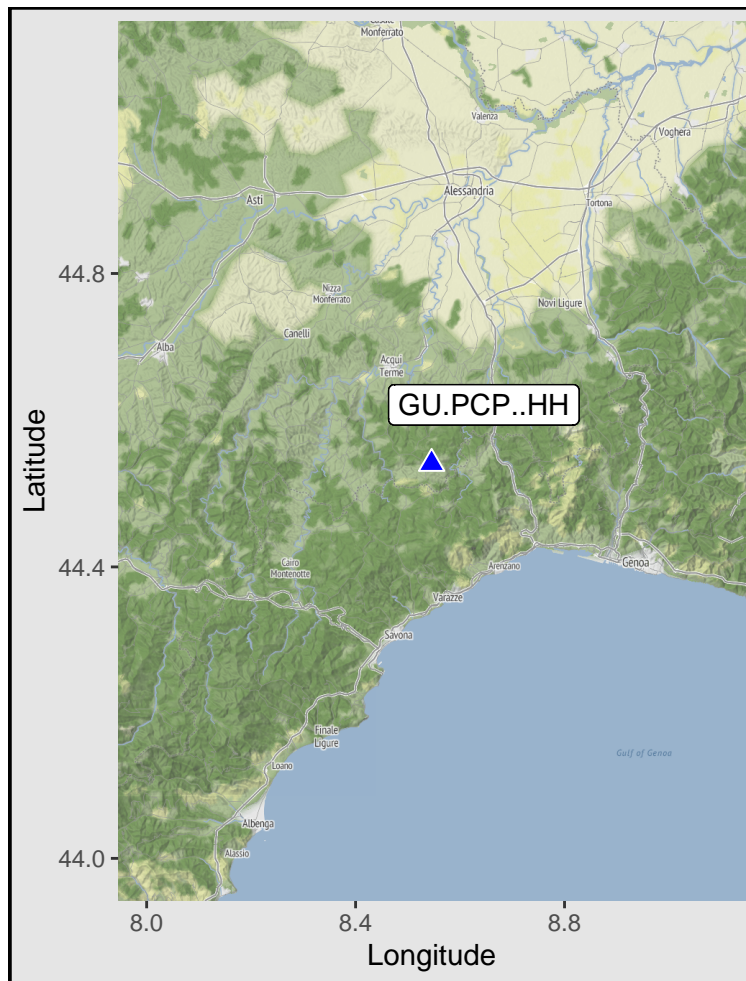 Casale
Monferrato
Valenza
Voghera
Alessandria
Asti
Tortona
44.8
Nizza
Monferrato
Novi Ligure
Canelli
Alba
Acqui
Terme
GU.PCP..HH
Latitude
44.4
Genoa
Cairo
Montenotte
Arenzano
Varazze
Savona
Finale
Ligure
Gulf of Genoa
Loano
Albenga
44.0
Alassio
8.0
8.4
8.8
Longitude